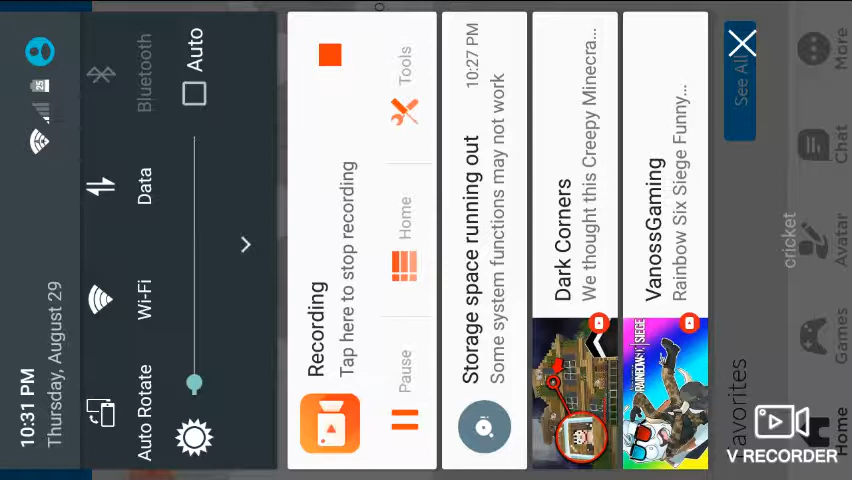 10:31 PM
Thursday, August 29
25
Auto Rotate
Wi-Fi
Data
Bluetooth
Auto
Recording
Tap here to stop recording
Pause
Home
Tools
Storage space running out
10:27 PM
Some system functions may not work
Dark Corners
We thought this Creepy Minecra...
VanossGaming
Rainbow Six Siege Funny...
RAINBOW SIEGE
See All
avorites
cricket
Home
Games
Avatar
Chat
More
V RECORDER